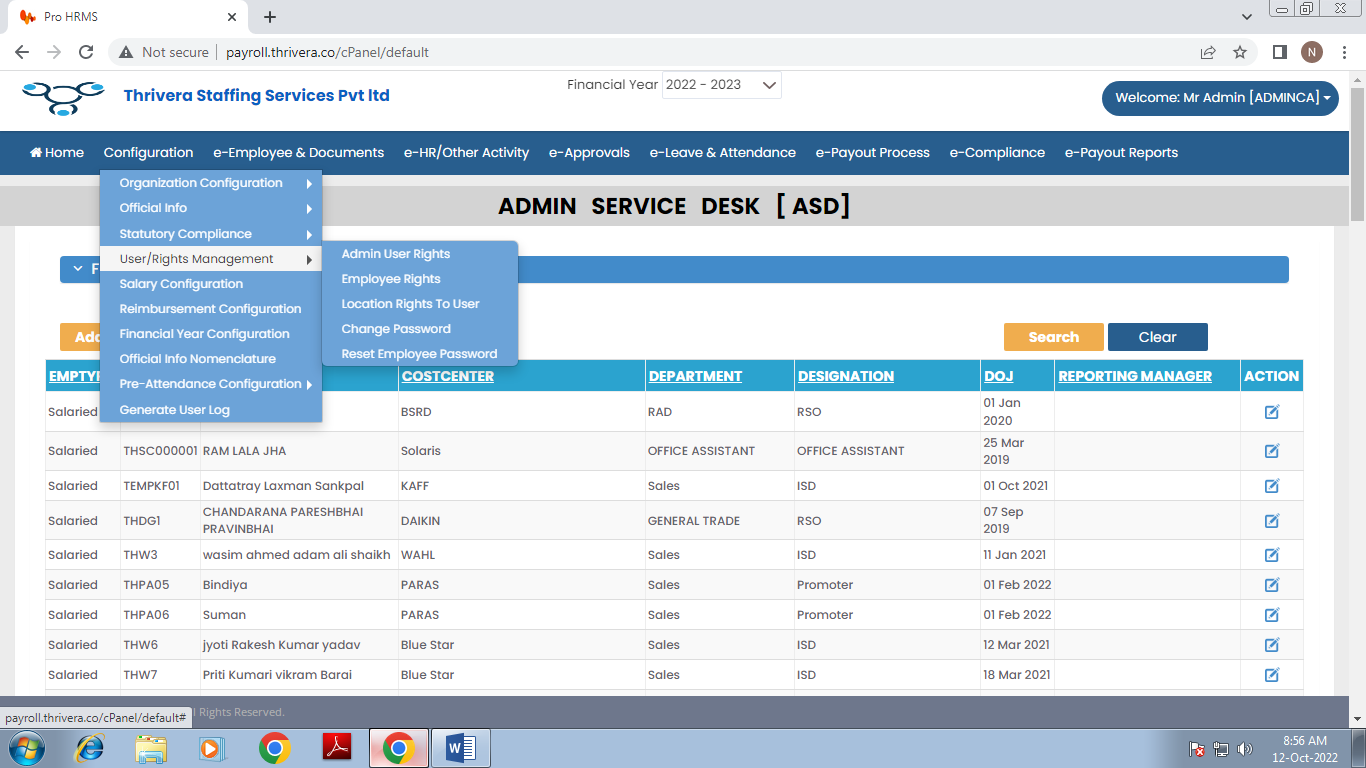 Pro HRMS
Not secure payroll.thrivera.co/cPanel/default N
Thrivera Staffing Services Pvt ltd
Financial Year 2022 - 2023
Welcome: Mr Admin [ADMINCA]
Home Configuration e-Employee & Documents e-HR/Other Activity e-Approvals e-Leave & Attendance e-Payout Process e-Compliance e-Payout Reports
ADMIN SERVICE DESK [ ASD]
Organization Configuration
Official Info
Statutory Compliance
User/Rights Management
Salary Configuration
Reimbursement Configuration
Financial Year Configuration
Official Info Nomenclature
Pre-Attendance Configuration
Generate User Log
Admin User Rights
Employee Rights
Location Rights To User
Change Password
Reset Employee Password
Search Clear
COSTCENTER DEPARTMENT DESIGNATION DOJ REPORTING MANAGER ACTION
Salaried BSRD RAD RSO 01 Jan 2020
Salaried THSC000001 RAM LALA JHA Solaris OFFICE ASSISTANT OFFICE ASSISTANT 25 Mar 2019
Salaried TEMPKF01 Dattatray Laxman Sankpal KAFF Sales ISD 01 Oct 2021
Salaried THDG1 CHANDARANA PARESHBHAI PRAVINBHAI DAIKIN GENERAL TRADE RSO 07 Sep 2019
Salaried THW3 wasim ahmed adam ali shaikh WAHL Sales ISD 11 Jan 2021
Salaried THPA05 Bindiya PARAS Sales Promoter 01 Feb 2022
Salaried THPA06 Suman PARAS Sales Promoter 01 Feb 2022
Salaried THW6 jyoti Rakesh Kumar yadav Blue Star Sales ISD 12 Mar 2021
Salaried THW7 Priti Kumari vikram Barai Blue Star Sales ISD 18 Mar 2021
payroll.thrivera.co/cPanel/default# l Rights Reserved.
8:56 AM
12-Oct-2022